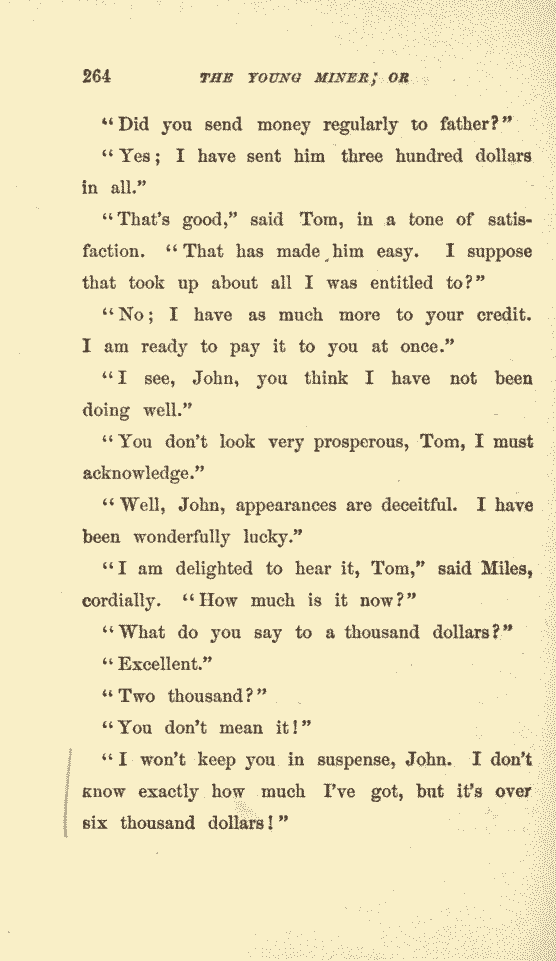 264 THE YOUNG MINER; OR
"Did you send money regularly to father?"
"Yes; I have sent him three hundred dollars
in all."
"That's good," said Tom, in a tone of satis-
faction. "That has made him easy. I suppose
that took up about all I was entitled to?"
"No; I have as much more to your credit.
I am ready to pay it to you at once."
"I see, John, you think I have not been
doing well."
"You don't look very prosperous, Tom, I must
acknowledge."
"Well, John, appearances are deceitful. I have
been wonderfully lucky."
"I am delighted to hear it, Tom," said Miles,
cordially. "How much is it now?"
"What do you say to a thousand dollars?"
"Excellent."
"Two thousand?"
"You don't mean it!"
"I won't keep you in suspense, John. I don't
know exactly how much I've got, but it's over
six thousand dollars!"